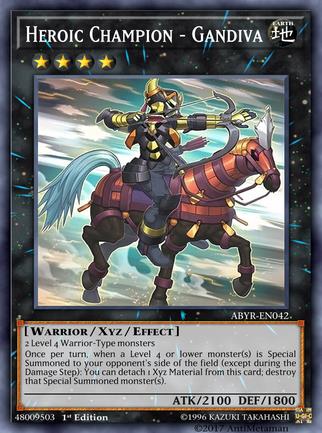 Heroic Champion - Gandiva
EARTH
地
ABYR-EN042
[Warrior/Xyz/Effect]
2 Level 4 Warrior-Type monsters
Once per turn, when a Level 4 or lower monster(s) is Special
Summoned to your opponent's side of the field (except during
the Damage Step): You can detach 1 Xyz Material from this card; destroy
that Special Summoned monster(s).
ATK/2100 DEF/1800
48009503 1st Edition ©1996 KAZUKI TAKAHASHI
©2017 AntiMetaman